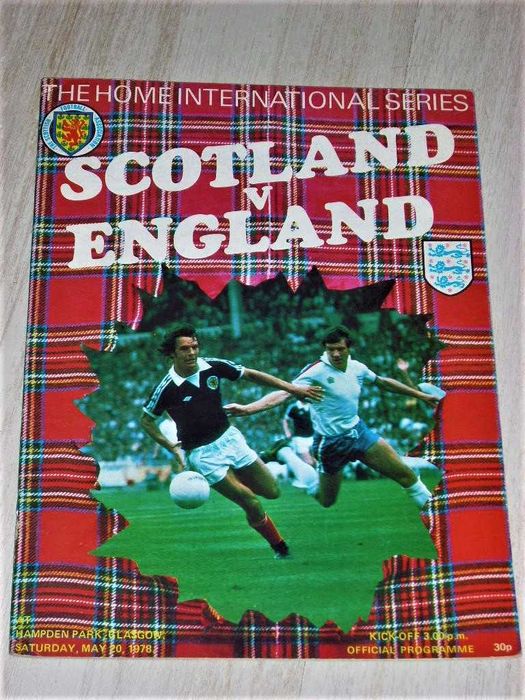 THE HOME INTERNATIONAL SERIES
SCOTLAND
V
ENGLAND
AT
HAMPDEN PARK, GLASGOW,
SATURDAY, MAY 20, 1978.
KICK-OFF 3.00 p.m.
OFFICIAL PROGRAMME 30p